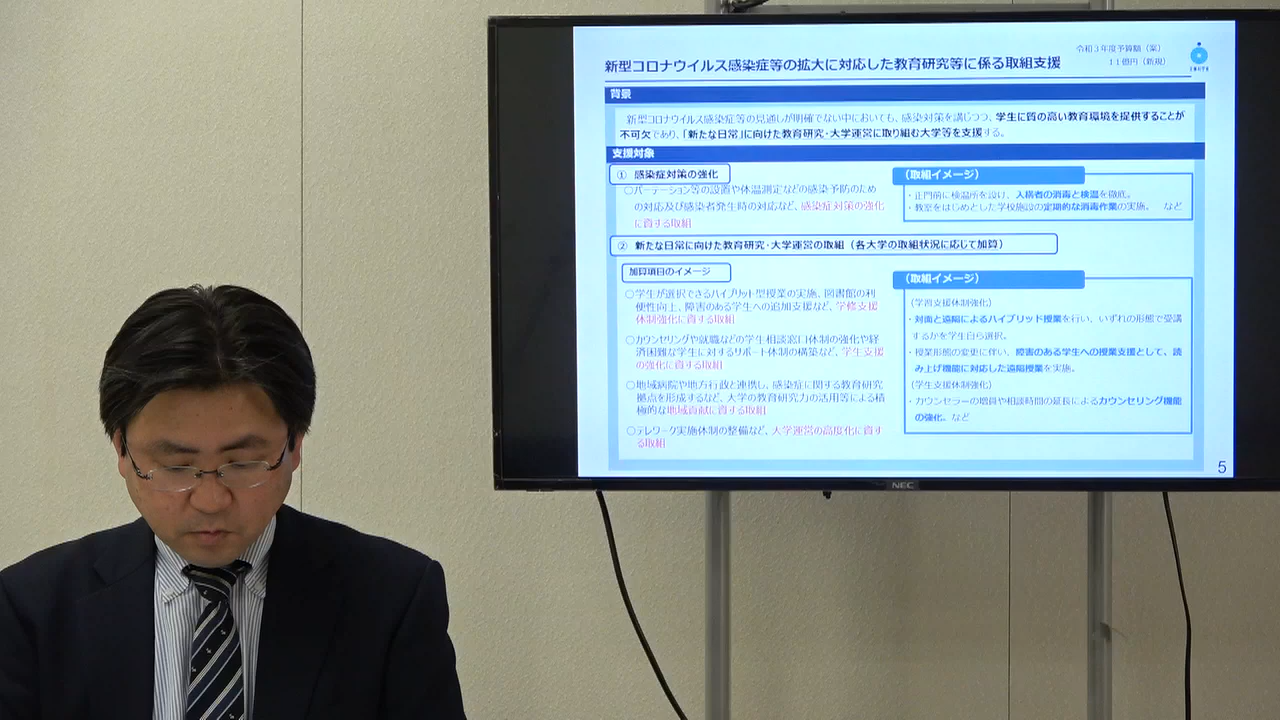 新型コロナウイルス感染症等の拡大に対応した教育研究等に係る取組支援
令和3年度予算額（案）
11億円（新規）
背景
新型コロナウイルス感染症等の見通しが明確でない中においても、感染対策を講じつつ、学生に質の高い教育環境を提供することが
不可欠であり、「新たな日常」に向けた教育研究・大学運営に取り組む大学等を支援する。
支援対象
① 感染症対策の強化
○パーテーション等の設置や体温測定などの感染予防のため
の対応及び感染者発生時の対応など、感染症対策の強化
に資する取組
（取組イメージ）
・正門前に検温所を設け、入構者の消毒と検温を徹底。
・教室をはじめとした学校施設の定期的な消毒作業の実施。 など
② 新たな日常に向けた教育研究・大学運営の取組（各大学の取組状況に応じて加算）
加算項目のイメージ
○学生が選択できるハイブリッド型授業の実施、図書館の利
便性向上、障害のある学生への追加支援など、学修支援
体制強化に資する取組
○カウンセリングや就職などの学生相談窓口体制の強化や経
済困難な学生に対するサポート体制の構築など、学生支援
の強化に資する取組
○地域病院や地方行政と連携し、感染症に関する教育研究
拠点を形成するなど、大学の教育研究力の活用等による積
極的な地域貢献に資する取組
○テレワーク実施体制の整備など、大学運営の高度化に資す
る取組
（取組イメージ）
（学習支援体制強化）
・対面と遠隔によるハイブリッド授業を行い、いずれの形態で受講
するかを学生自ら選択。
・授業形態の変更に伴い、障害のある学生への授業支援として、読
み上げ機能に対応した遠隔授業を実施。
（学生支援体制強化）
・カウンセラーの増員や相談時間の延長によるカウンセリング機能
の強化。など
5
NEC